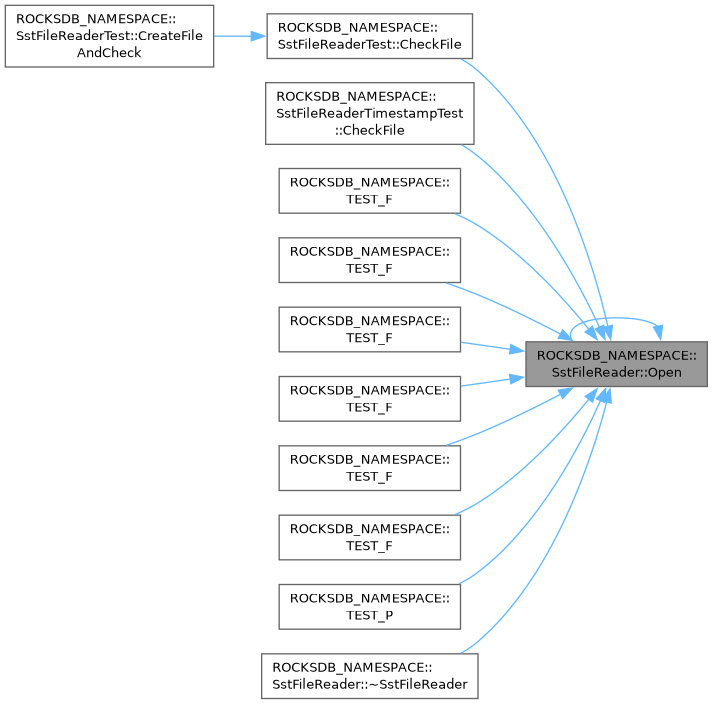 ROCKSDB_NAMESPACE::
SstFileReaderTest::CreateFile
AndCheck
ROCKSDB_NAMESPACE::
SstFileReaderTest::CheckFile
ROCKSDB_NAMESPACE::
SstFileReaderTimestampTest
::CheckFile
ROCKSDB_NAMESPACE::
TEST_F
ROCKSDB_NAMESPACE::
TEST_F
ROCKSDB_NAMESPACE::
TEST_F
ROCKSDB_NAMESPACE::
SstFileReader::Open
ROCKSDB_NAMESPACE::
TEST_F
ROCKSDB_NAMESPACE::
TEST_F
ROCKSDB_NAMESPACE::
TEST_F
ROCKSDB_NAMESPACE::
TEST_P
ROCKSDB_NAMESPACE::
SstFileReader::~SstFileReader